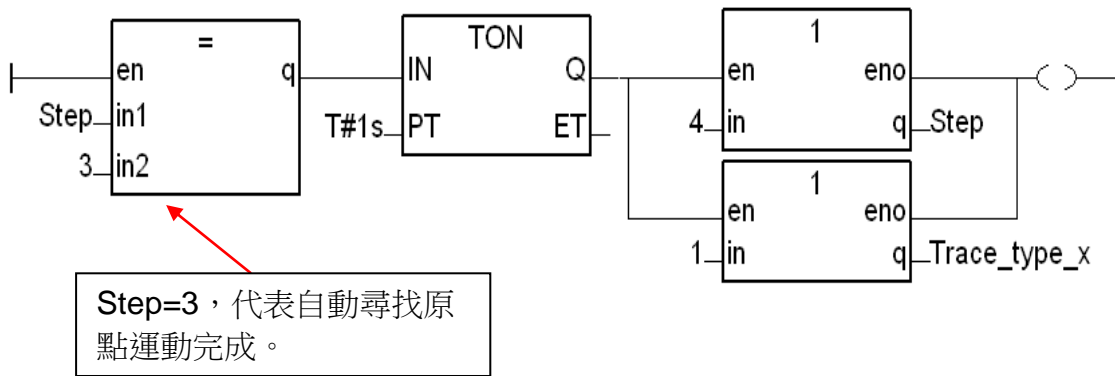 =
en q
Step in1
3 in2
TON
IN Q
T#1s PT ET
1
en eno
4 in q Step
1
en eno
1 in q Trace_type_x
Step=3，代表自動尋找原
點運動完成。